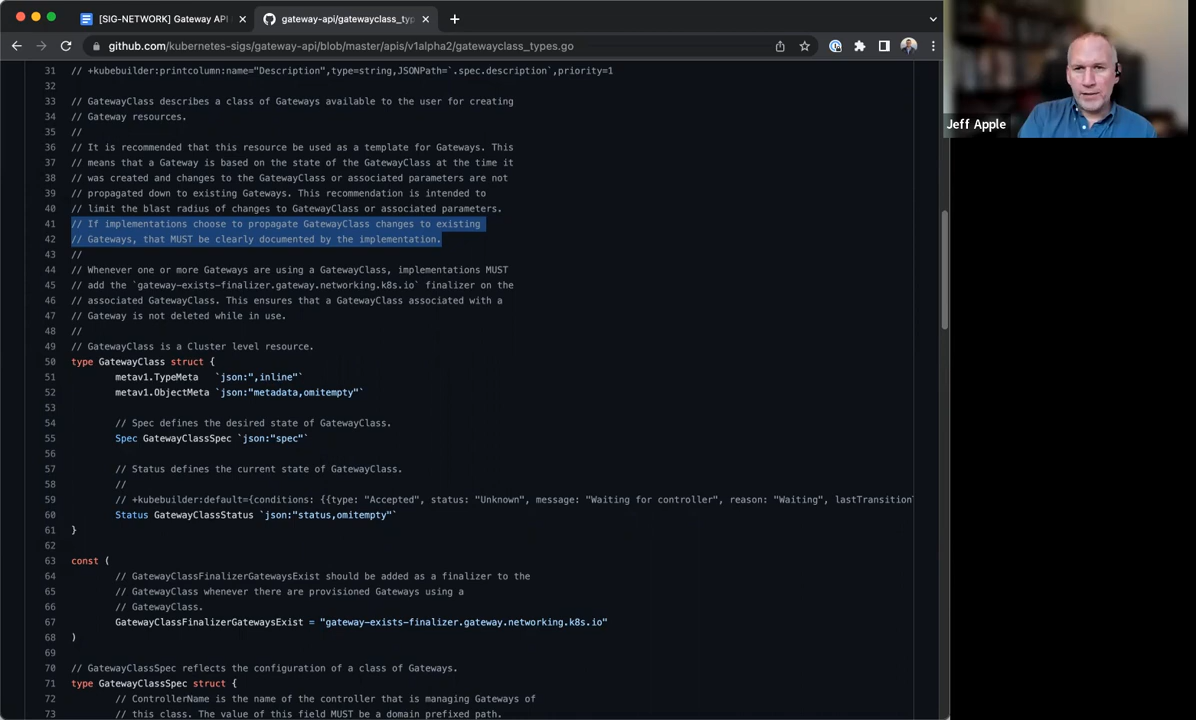 [SIG-NETWORK] Gateway API
gateway-api/gatewayclass_typ
github.com/kubernetes-sigs/gateway-api/blob/master/apis/v1alpha2/gatewayclass_types.go
Jeff Apple
31 // +kubebuilder:printcolumn:name="Description",type=string,JSONPath=`.spec.description`,priority=1
32
33 // GatewayClass describes a class of Gateways available to the user for creating
34 // Gateway resources.
35 //
36 // It is recommended that this resource be used as a template for Gateways. This
37 // means that a Gateway is based on the state of the GatewayClass at the time it
38 // was created and changes to the GatewayClass or associated parameters are not
39 // propagated down to existing Gateways. This recommendation is intended to
40 // limit the blast radius of changes to GatewayClass or associated parameters.
41 // If implementations choose to propagate GatewayClass changes to existing
42 // Gateways, that MUST be clearly documented by the implementation.
43 //
44 // Whenever one or more Gateways are using a GatewayClass, implementations MUST
45 // add the `gateway-exists-finalizer.gateway.networking.k8s.io` finalizer on the
46 // associated GatewayClass. This ensures that a GatewayClass associated with a
47 // Gateway is not deleted while in use.
48 //
49 // GatewayClass is a Cluster level resource.
50 type GatewayClass struct {
51 metav1.TypeMeta `json:",inline"`
52 metav1.ObjectMeta `json:"metadata,omitempty"`
53
54 // Spec defines the desired state of GatewayClass.
55 Spec GatewayClassSpec `json:"spec"`
56
57 // Status defines the current state of GatewayClass.
58 //
59 // +kubebuilder:default={conditions: {{type: "Accepted", status: "Unknown", message: "Waiting for controller", reason: "Waiting", lastTransition
60 Status GatewayClassStatus `json:"status,omitempty"`
61 }
62
63 const (
64 // GatewayClassFinalizerGatewaysExist should be added as a finalizer to the
65 // GatewayClass whenever there are provisioned Gateways using a
66 // GatewayClass.
67 GatewayClassFinalizerGatewaysExist = "gateway-exists-finalizer.gateway.networking.k8s.io"
68 )
69
70 // GatewayClassSpec reflects the configuration of a class of Gateways.
71 type GatewayClassSpec struct {
72 // ControllerName is the name of the controller that is managing Gateways of
73 // this class. The value of this field MUST be a domain prefixed path.